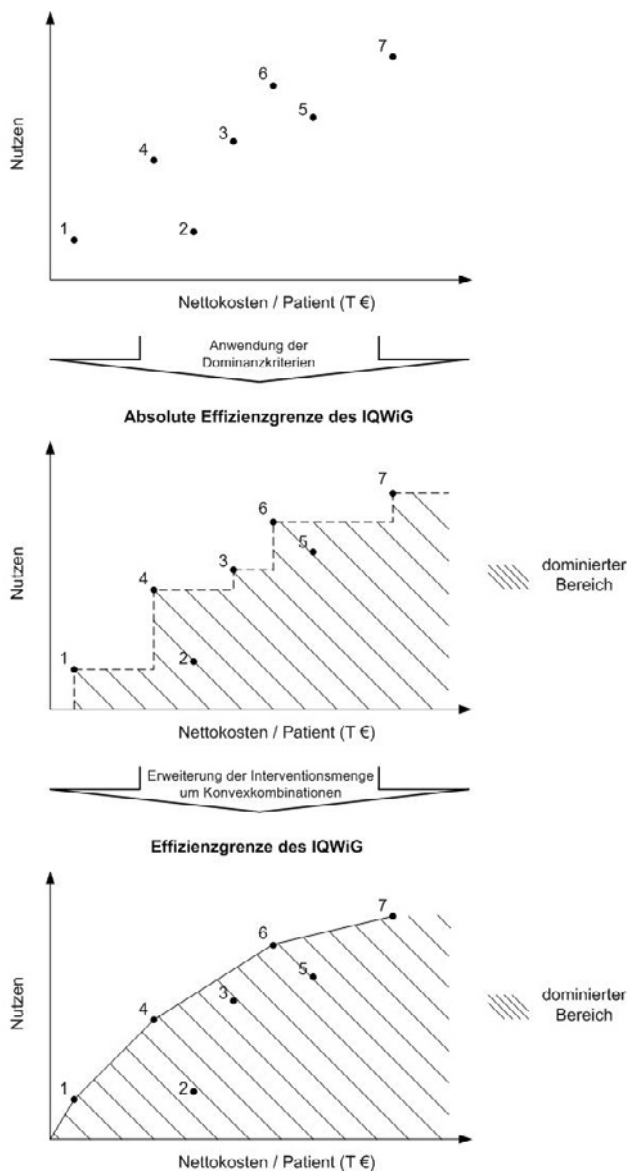 7
6
5
3
4
1
2
Nutzen
Nettokosten / Patient (T €)
Anwendung der
Dominanzkriterien
Absolute Effizienzgrenze des IQWiG
7
6
5
3
4
1
2
Nutzen
dominierter
Bereich
Nettokosten / Patient (T €)
Erweiterung der Interventionsmenge
um Konvexkombinationen
Effizienzgrenze des IQWiG
7
6
5
3
4
1
2
Nutzen
dominierter
Bereich
Nettokosten / Patient (T €)